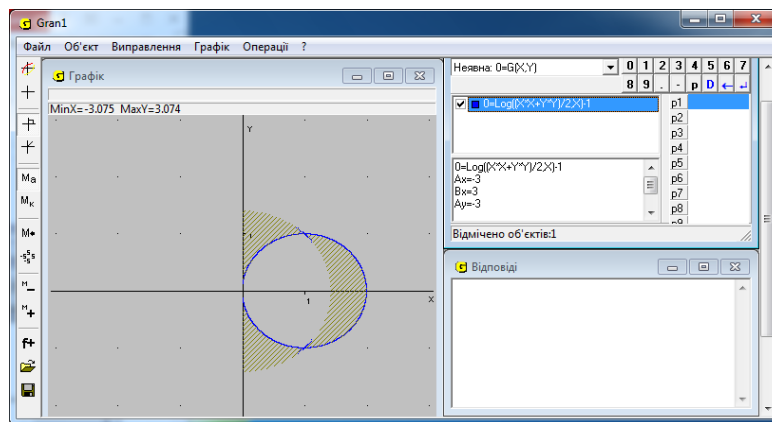 Gran1
Файл Об'єкт Виправлення Графік Операції ?
Графік
MinX=-3.075 MaxY=3.074
Y
1
1
X
Ма
Мк
М
М
М
f+
Неявна: 0=G(X,Y)
0 1 2 3 4 5 6 7
8 9 . - p D ← ↵
0=Log((X*X+Y*Y)/2,X)-1
p1
p2
p3
p4
p5
p6
p7
p8
0=Log((X*X+Y*Y)/2,X)-1
Ax=-3
Bx=3
Ay=-3
Відмічено об'єктів:1
Відповіді